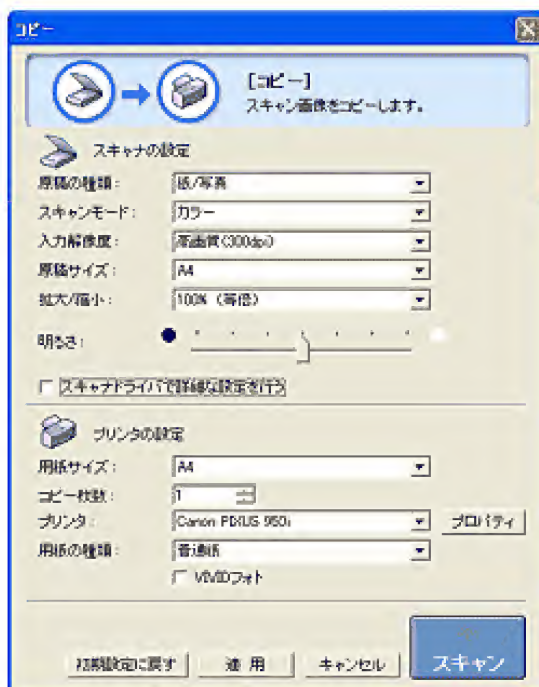 コピー
[コピー]
スキャン画像をコピーします。
スキャナの設定
原稿の種類： 紙/写真
スキャンモード： カラー
入力解像度： 高画質(300dpi)
原稿サイズ： A4
拡大/縮小： 100% (等倍)
明るさ：
スキャナドライバで詳細な設定を行う
プリンタの設定
用紙サイズ： A4
コピー枚数： 1
プリンタ： Canon PIXUS 950i プロパティ
用紙の種類： 普通紙
VIVIDフォト
初期設定に戻す 適 用 キャンセル スキャン